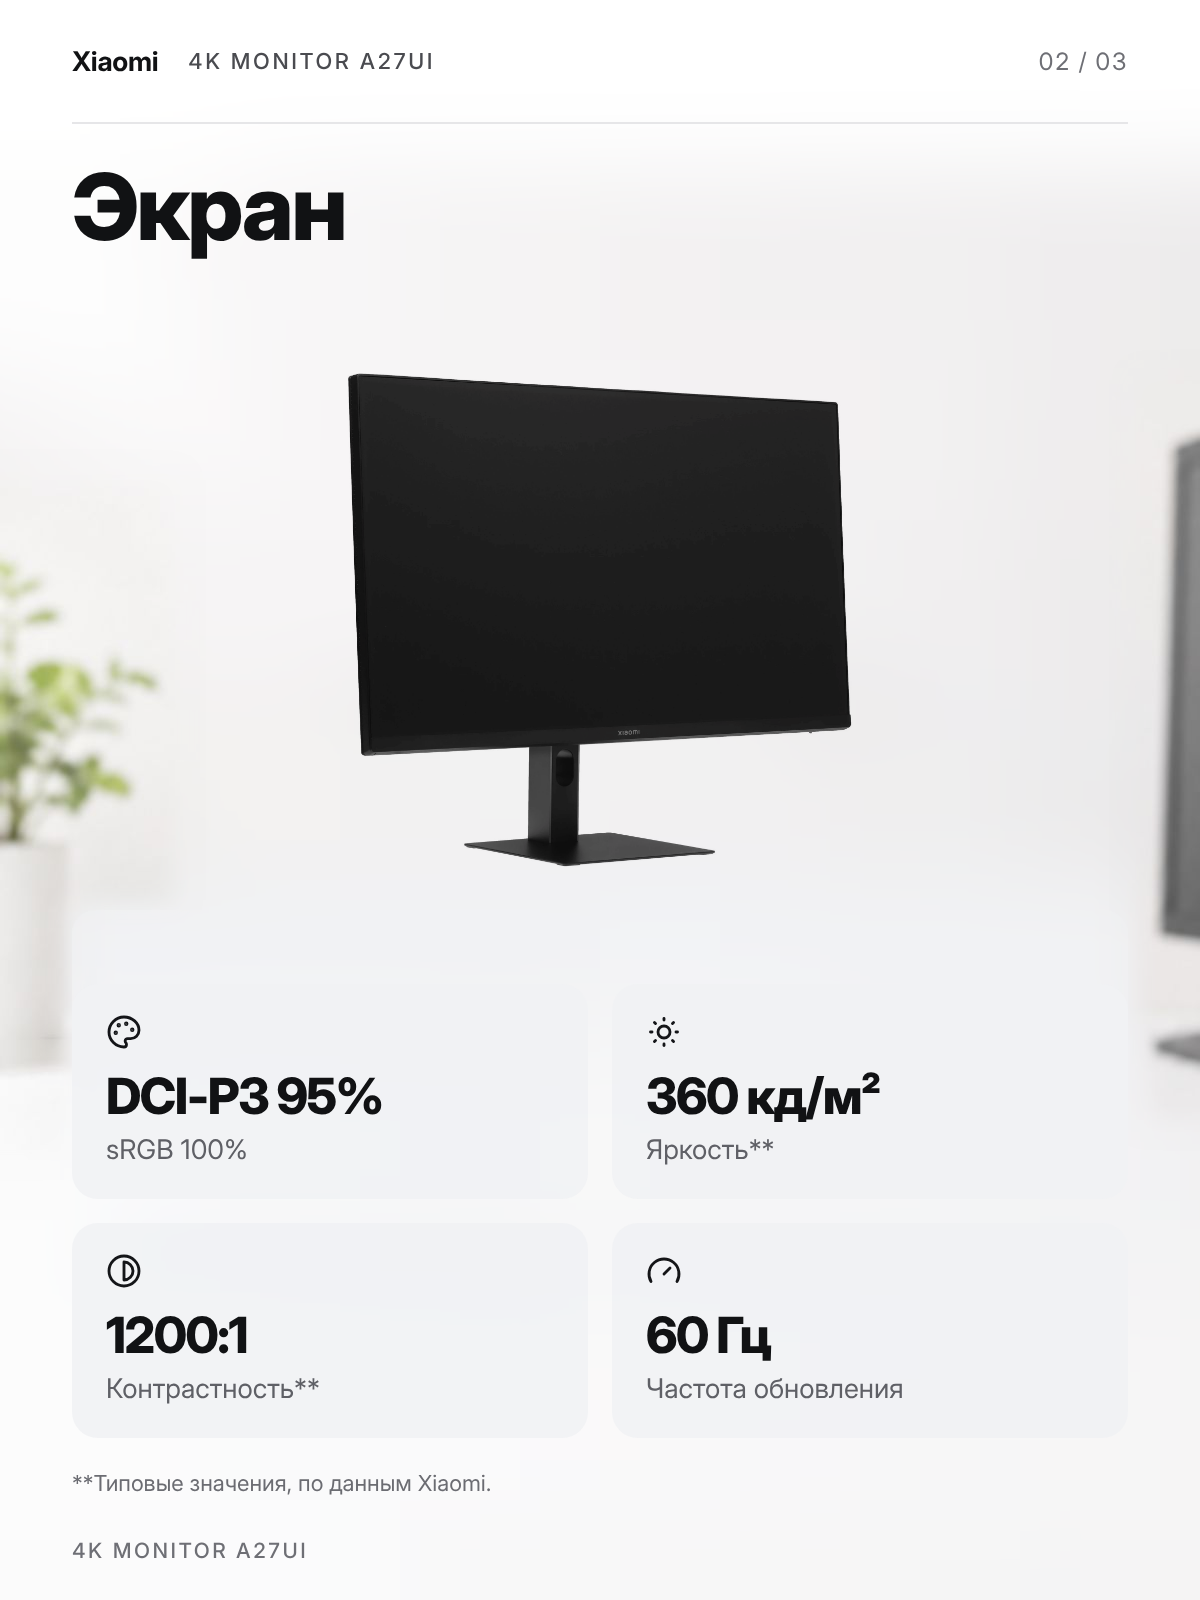 Xiaomi 4K MONITOR A27UI 02 / 03
Экран
xiaomi
DCI-P3 95%
sRGB 100%
360 кд/м²
Яркость**
1200:1
Контрастность**
60 Гц
Частота обновления
**Типовые значения, по данным Xiaomi.
4K MONITOR A27UI